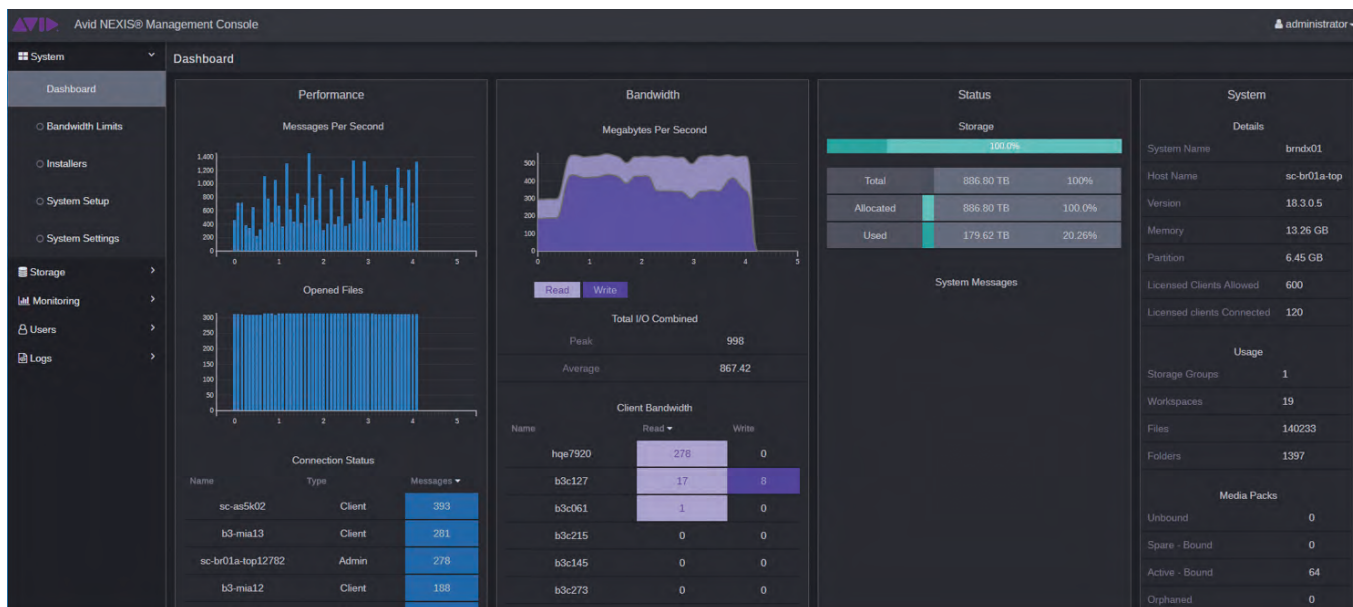 AVID Avid NEXIS® Management Console
administrator
System
Dashboard
Bandwidth Limits
Installers
System Setup
System Settings
Storage
Monitoring
Users
Logs
Dashboard
Performance
Messages Per Second
1,400
1,200
1,000
800
600
400
200
0
0 1 2 3 4 5
Opened Files
300
250
200
150
100
50
0
0 1 2 3 4 5
Connection Status
Name Type Messages
sc-as5k02 Client 393
b3-mia13 Client 281
sc-br01a-top12782 Admin 278
b3-mia12 Client 188
Bandwidth
Megabytes Per Second
500
400
300
200
100
0
0 1 2 3 4 5
Read Write
Total I/O Combined
Peak 998
Average 867.42
Client Bandwidth
Name Read Write
hqe7920 278 0
b3c127 17 8
b3c061 1 0
b3c215 0 0
b3c145 0 0
b3c273 0 0
Status
Storage
100.0%
Total 886.80 TB 100%
Allocated 886.80 TB 100.0%
Used 179.62 TB 20.26%
System Messages
System
Details
System Name brndx01
Host Name sc-br01a-top
Version 18.3.0.5
Memory 13.26 GB
Partition 6.45 GB
Licensed Clients Allowed 600
Licensed clients Connected 120
Usage
Storage Groups 1
Workspaces 19
Files 140233
Folders 1397
Media Packs
Unbound 0
Spare - Bound 0
Active - Bound 64
Orphaned 0